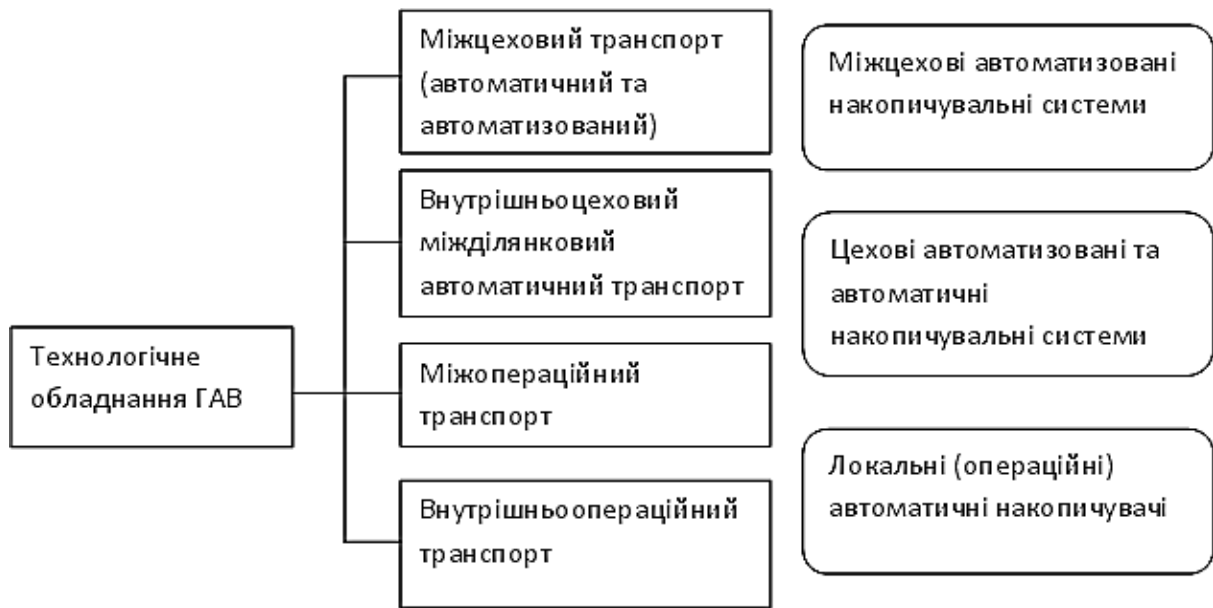 Міжцеховий транспорт
(автоматичний та
автоматизований)
Міжцехові автоматизовані
накопичувальні системи
Внутрішньоцеховий
міжділянковий
автоматичний транспорт
Цехові автоматизовані та
автоматичні
накопичувальні системи
Технологічне
обладнання ГАВ
Міжопераційний
транспорт
Локальні (операційні)
автоматичні накопичувачі
Внутрішньоопераційний
транспорт